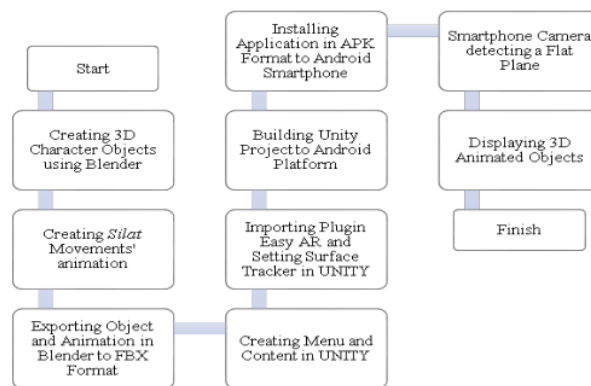 Start
Creating 3D
Character Objects
using Blender
Creating Silat
Movements'
animation
Exporting Object
and Animation in
Blender to FBX
Format
Creating Menu and
Content in UNITY
Importing Plugin
Easy AR and
Setting Surface
Tracker in UNITY
Building Unity
Project to Android
Platform
Installing
Application in APK
Format to Android
Smartphone
Smartphone Camera
detecting a Flat
Plane
Displaying 3D
Animated Objects
Finish